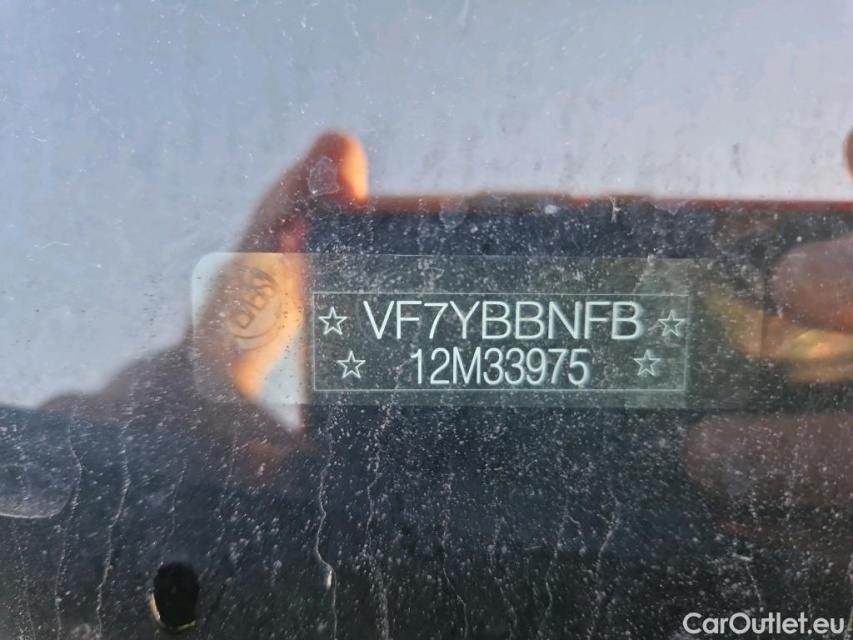 ☆ VF7YBBNFB ☆
☆ 12M33975 ☆
CarOutlet.eu